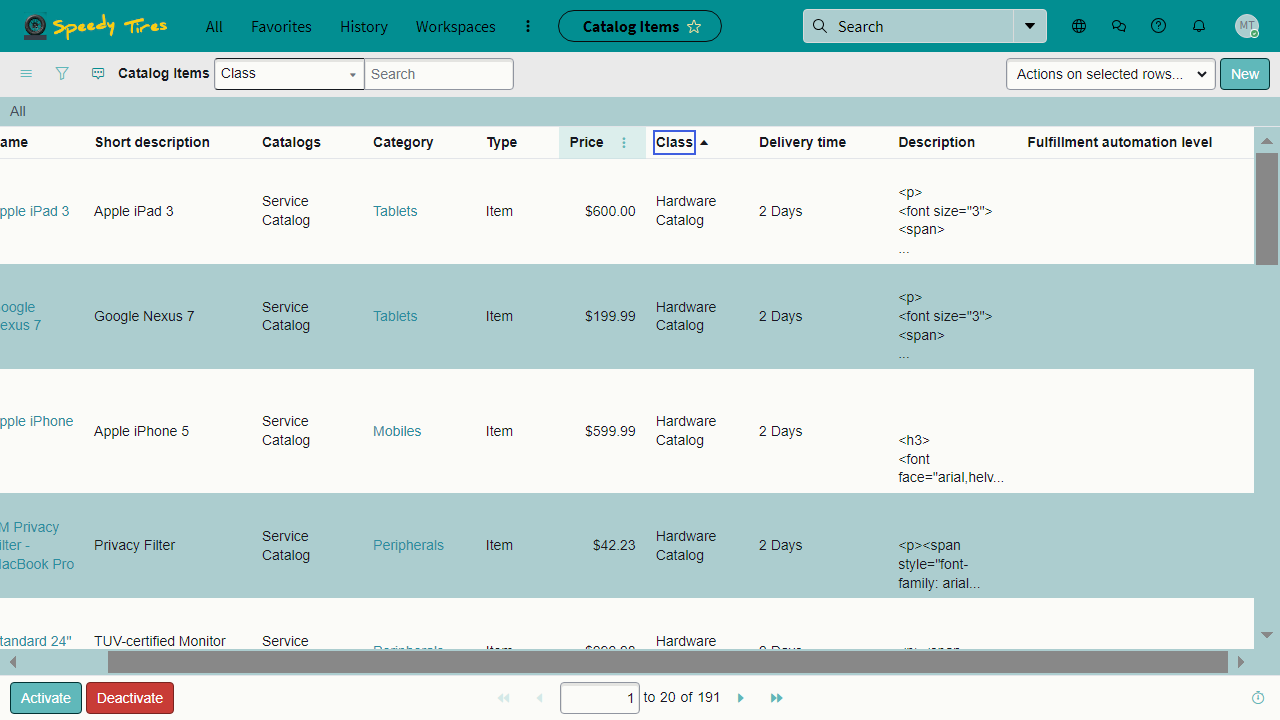 Speedy Tires
All
Favorites
History
Workspaces
Catalog Items
Search
MT
Catalog Items
Class
Search
Actions on selected rows...
New
All
ame
Short description
Catalogs
Category
Type
Price
Class
Delivery time
Description
Fulfillment automation level
pple iPad 3
Apple iPad 3
Service
Catalog
Tablets
Item
$600.00
Hardware
Catalog
2 Days
<p>
<font size="3">
<span>
...
oogle
exus 7
Google Nexus 7
Service
Catalog
Tablets
Item
$199.99
Hardware
Catalog
2 Days
<p>
<font size="3">
<span>
...
pple iPhone
Apple iPhone 5
Service
Catalog
Mobiles
Item
$599.99
Hardware
Catalog
2 Days
<h3>
<font
face="arial,helv...
M Privacy
ilter -
MacBook Pro
Privacy Filter
Service
Catalog
Peripherals
Item
$42.23
Hardware
Catalog
2 Days
<p><span
style="font-
family: arial...
tandard 24"
TUV-certified Monitor
Service
Hardware
Activate
Deactivate
1
to 20 of 191